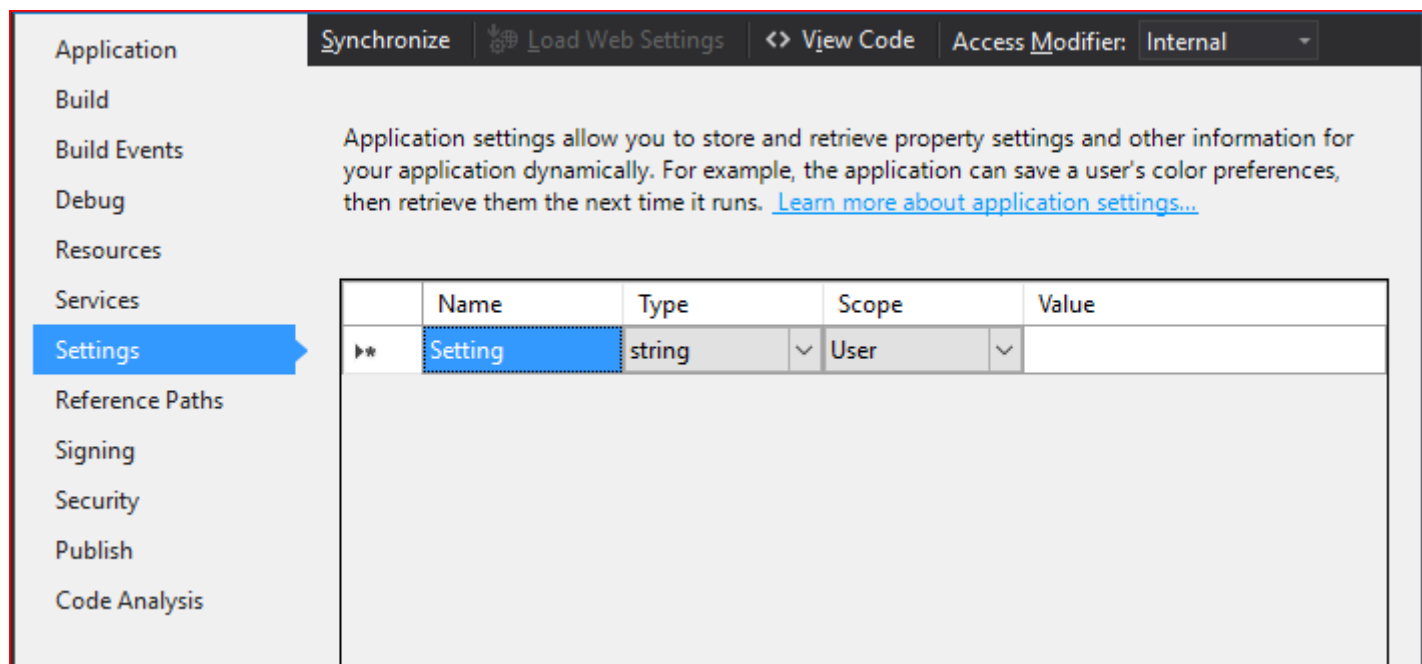 Application
Build
Build Events
Debug
Resources
Services
Settings
Reference Paths
Signing
Security
Publish
Code Analysis
Synchronize Load Web Settings <> View Code Access Modifier: Internal
Application settings allow you to store and retrieve property settings and other information for
your application dynamically. For example, the application can save a user's color preferences,
then retrieve them the next time it runs. Learn more about application settings...
Name Type Scope Value
Setting string User